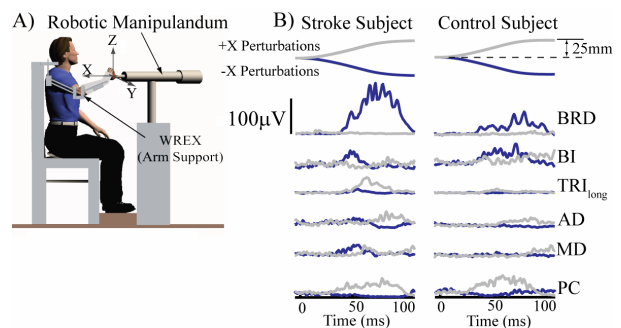 A)
Robotic Manipulandum
Z
X
Y
WREX
(Arm Support)
B)
Stroke Subject
Control Subject
+X Perturbations
-X Perturbations
25mm
100µV
BRD
BI
TRIlong
AD
MD
PC
0 50 100
0 50 100
Time (ms)
Time (ms)